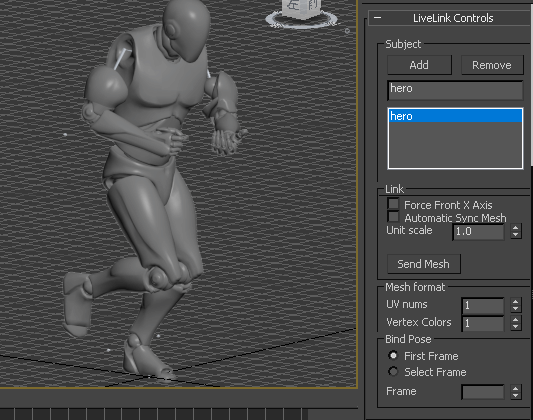 左 前
− LiveLink Controls
Subject
Add Remove
hero
hero
Link
Force Front X Axis
Automatic Sync Mesh
Unit scale 1.0
Send Mesh
Mesh format
UV nums 1
Vertex Colors 1
Bind Pose
First Frame
Select Frame
Frame